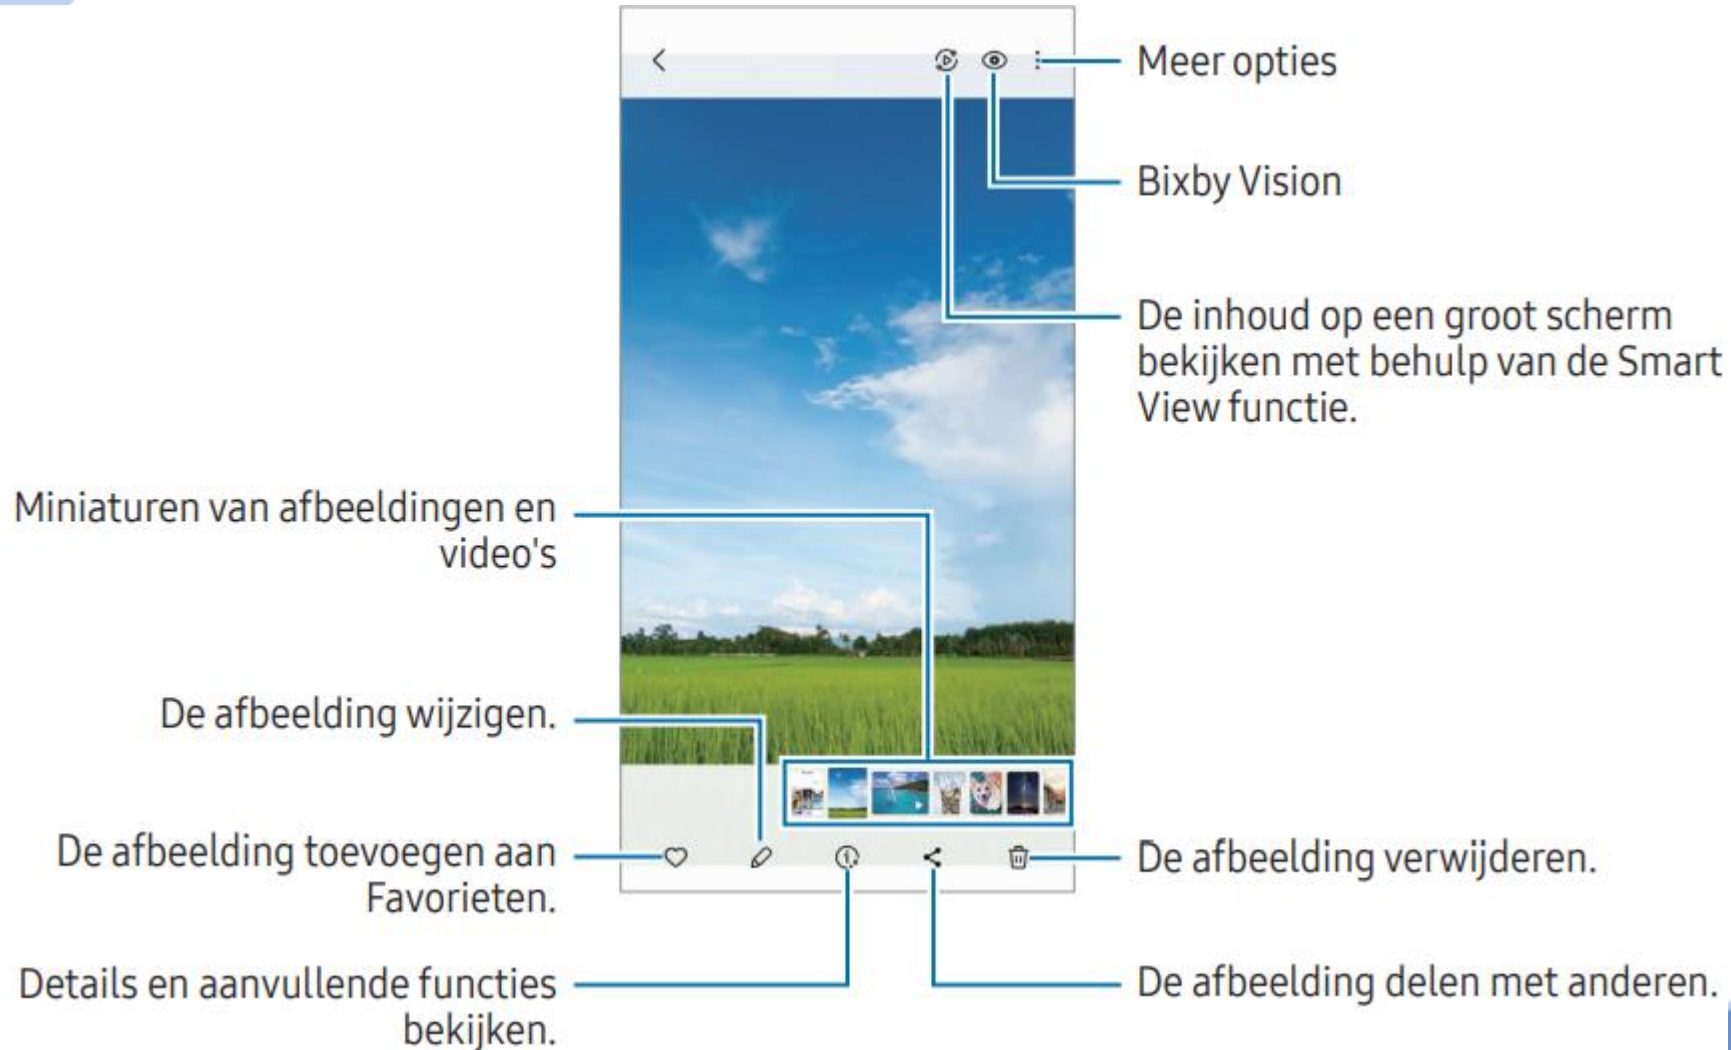 Meer opties
Bixby Vision
De inhoud op een groot scherm
bekijken met behulp van de Smart
View functie.
Miniaturen van afbeeldingen en
video's
De afbeelding wijzigen.
De afbeelding toevoegen aan
Favorieten.
De afbeelding verwijderen.
Details en aanvullende functies
bekijken.
De afbeelding delen met anderen.